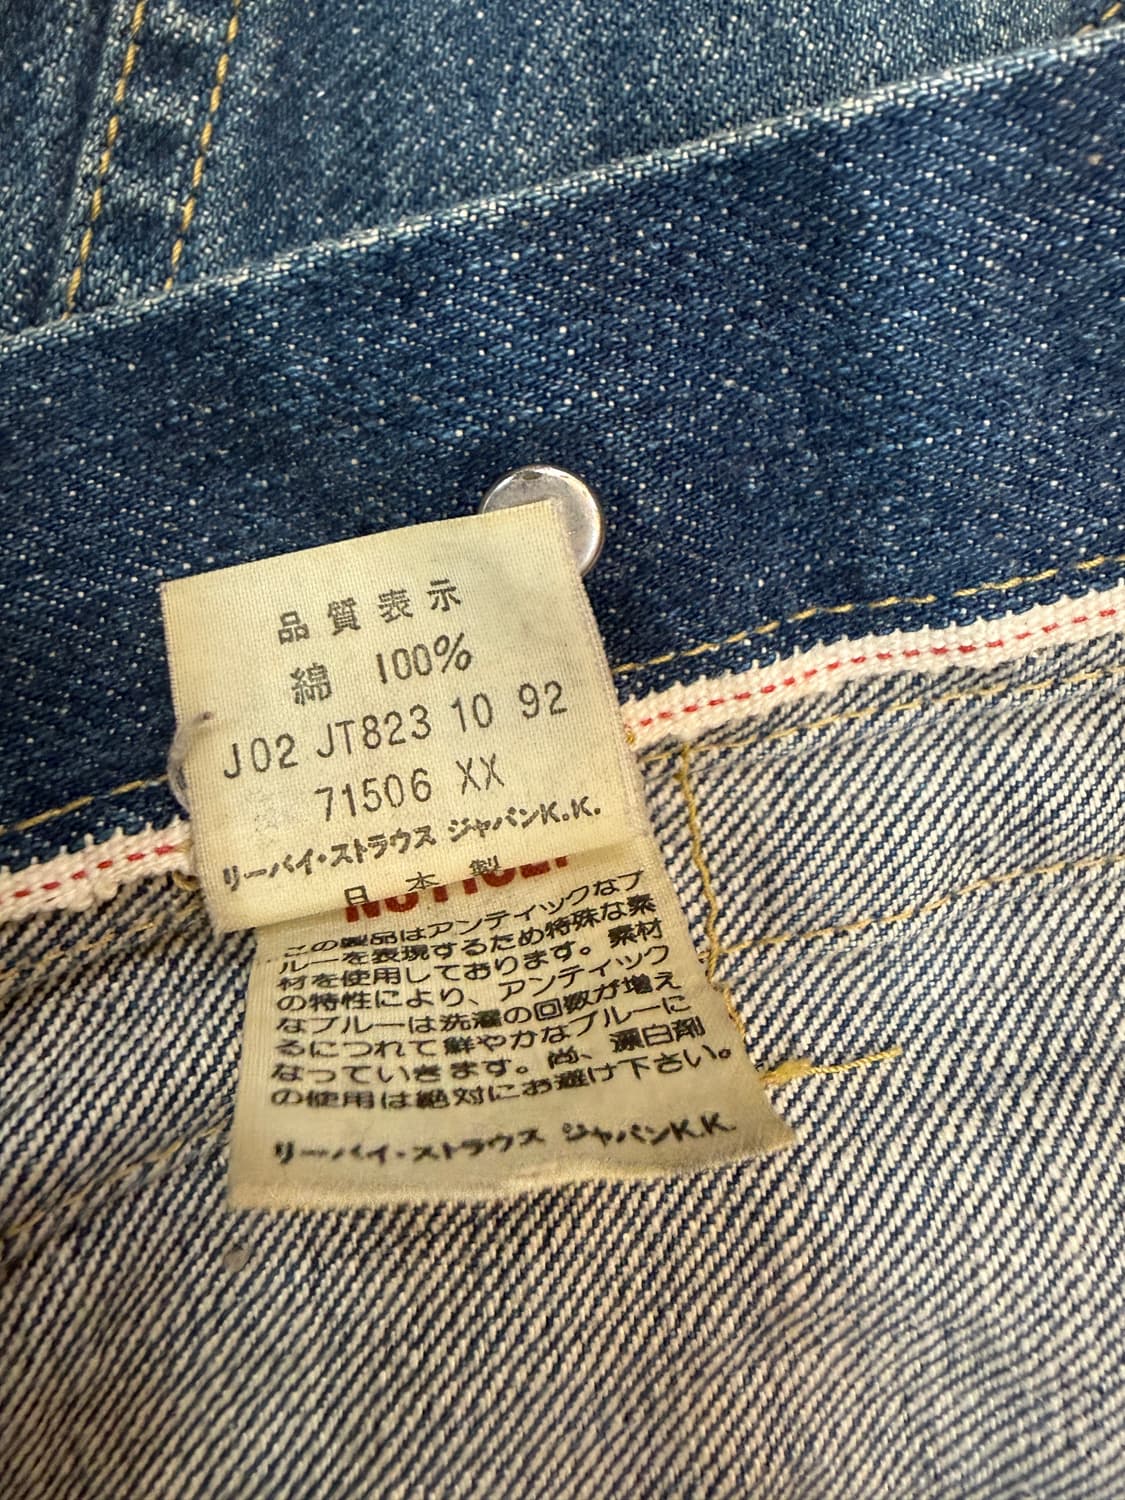 品質表示
綿 100%
J02 JT823 10 92
71506 XX
リーバイ・ストラウス ジャパンK.K.
日本製
この製品はアンティックなブ
ルーを表現するため特殊な素
材を使用しております。素材
の特性により、アンティック
なブルーは洗濯の回数が増え
るにつれて鮮やかなブルーに
なっていきます。尚、漂白剤
の使用は絶対にお避け下さい。
リーバイ・ストラウス ジャパンK.K.